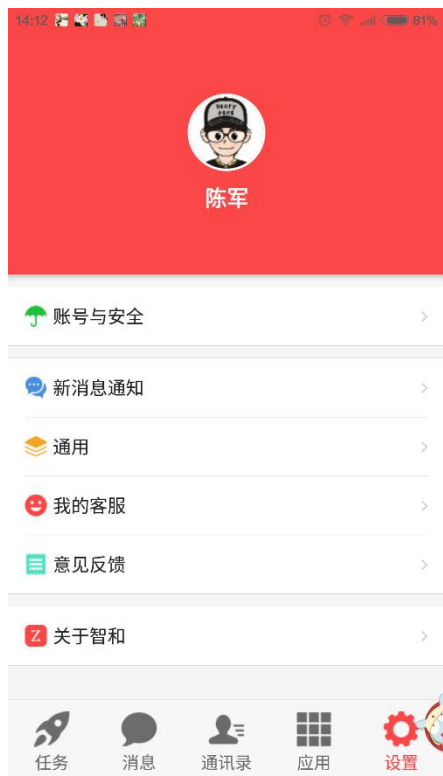 14:12 81%
陈军
账号与安全
新消息通知
通用
我的客服
意见反馈
Z 关于智和
任务 消息 通讯录 应用 设置